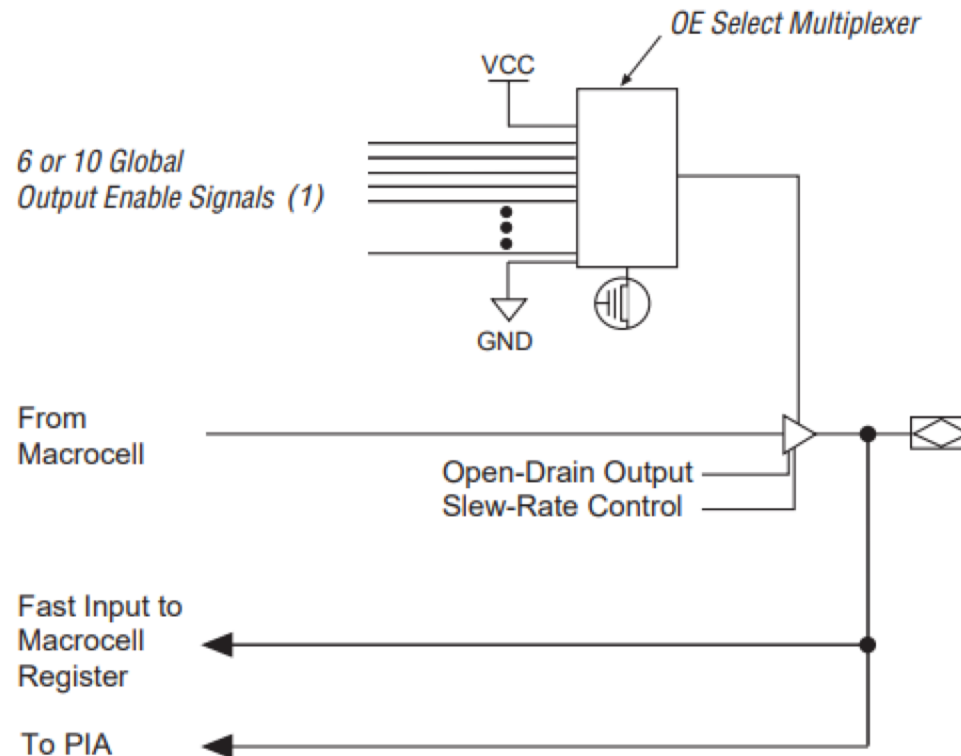 OE Select Multiplexer
VCC
6 or 10 Global
Output Enable Signals (1)
GND
From
Macrocell
Open-Drain Output
Slew-Rate Control
Fast Input to
Macrocell
Register
To PIA